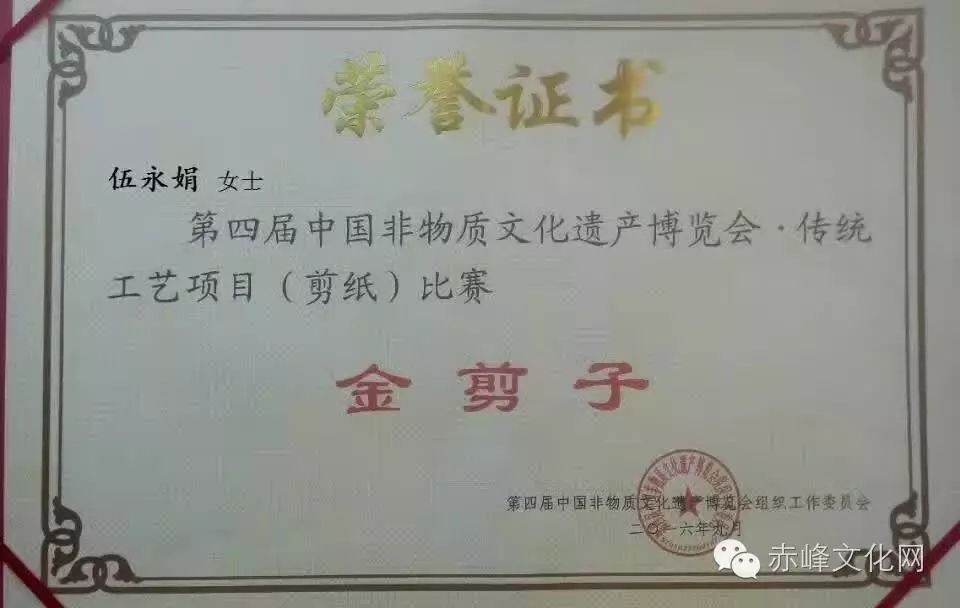 荣誉证书
伍永娟 女士
第四届中国非物质文化遗产博览会·传统
工艺项目（剪纸）比赛
金剪子
第四届中国非物质文化遗产博览会组织工作委员会
二〇一六年九月
赤峰文化网